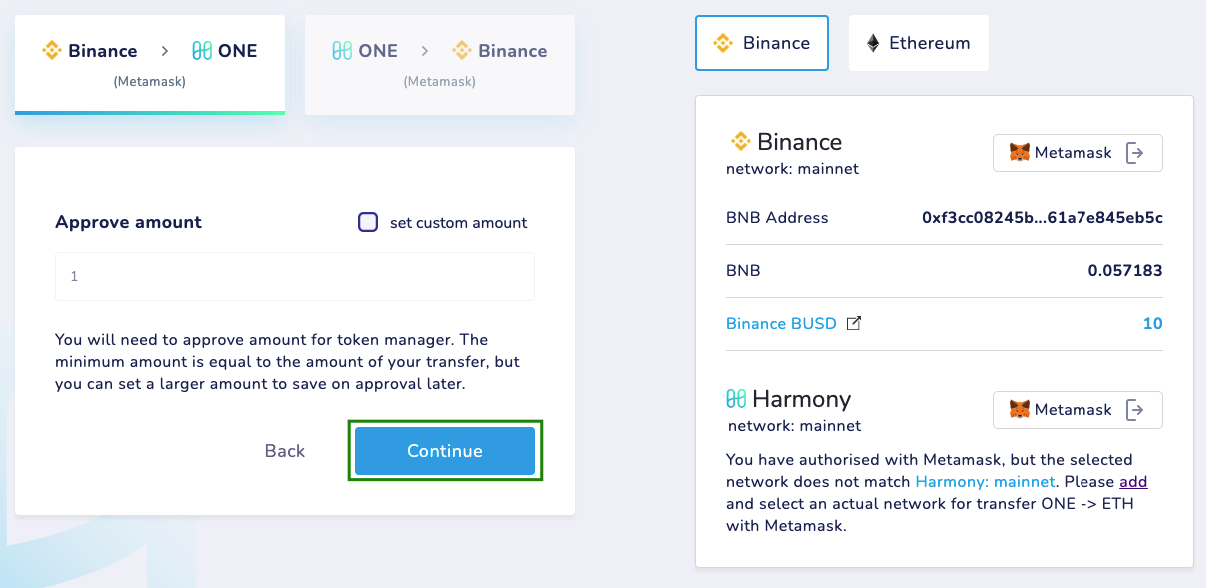 Binance > ONE
(Metamask)
ONE > Binance
(Metamask)
Approve amount
set custom amount
1
You will need to approve amount for token manager. The
minimum amount is equal to the amount of your transfer, but
you can set a larger amount to save on approval later.
Back
Continue
Binance
Ethereum
Binance
network: mainnet
Metamask
BNB Address
0xf3cc08245b...61a7e845eb5c
BNB
0.057183
Binance BUSD
10
Harmony
network: mainnet
Metamask
You have authorised with Metamask, but the selected
network does not match Harmony: mainnet. Please add
and select an actual network for transfer ONE -> ETH
with Metamask.